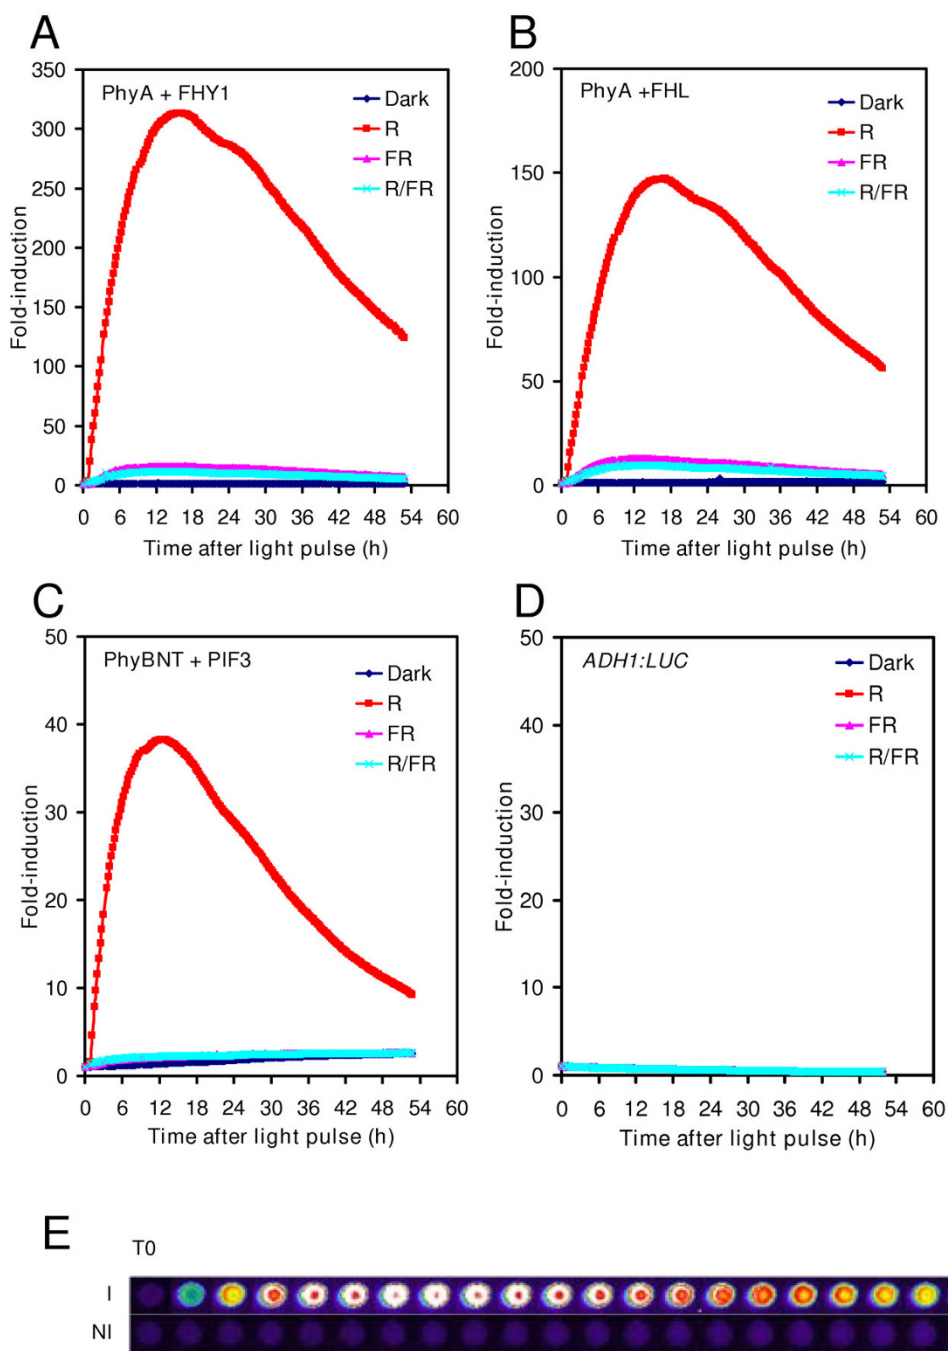 A
PhyA + FHY1
Dark
R
FR
R/FR
Fold-induction
350
300
250
200
150
100
50
0
0 6 12 18 24 30 36 42 48 54 60
Time after light pulse (h)
B
PhyA +FHL
Dark
R
FR
R/FR
Fold-induction
200
150
100
50
0
0 6 12 18 24 30 36 42 48 54 60
Time after light pulse (h)
C
PhyBNT + PIF3
Dark
R
FR
R/FR
Fold-induction
50
40
30
20
10
0
0 6 12 18 24 30 36 42 48 54 60
Time after light pulse (h)
D
ADH1:LUC
Dark
R
FR
R/FR
Fold-induction
50
40
30
20
10
0
0 6 12 18 24 30 36 42 48 54 60
Time after light pulse (h)
E
T0
I
NI